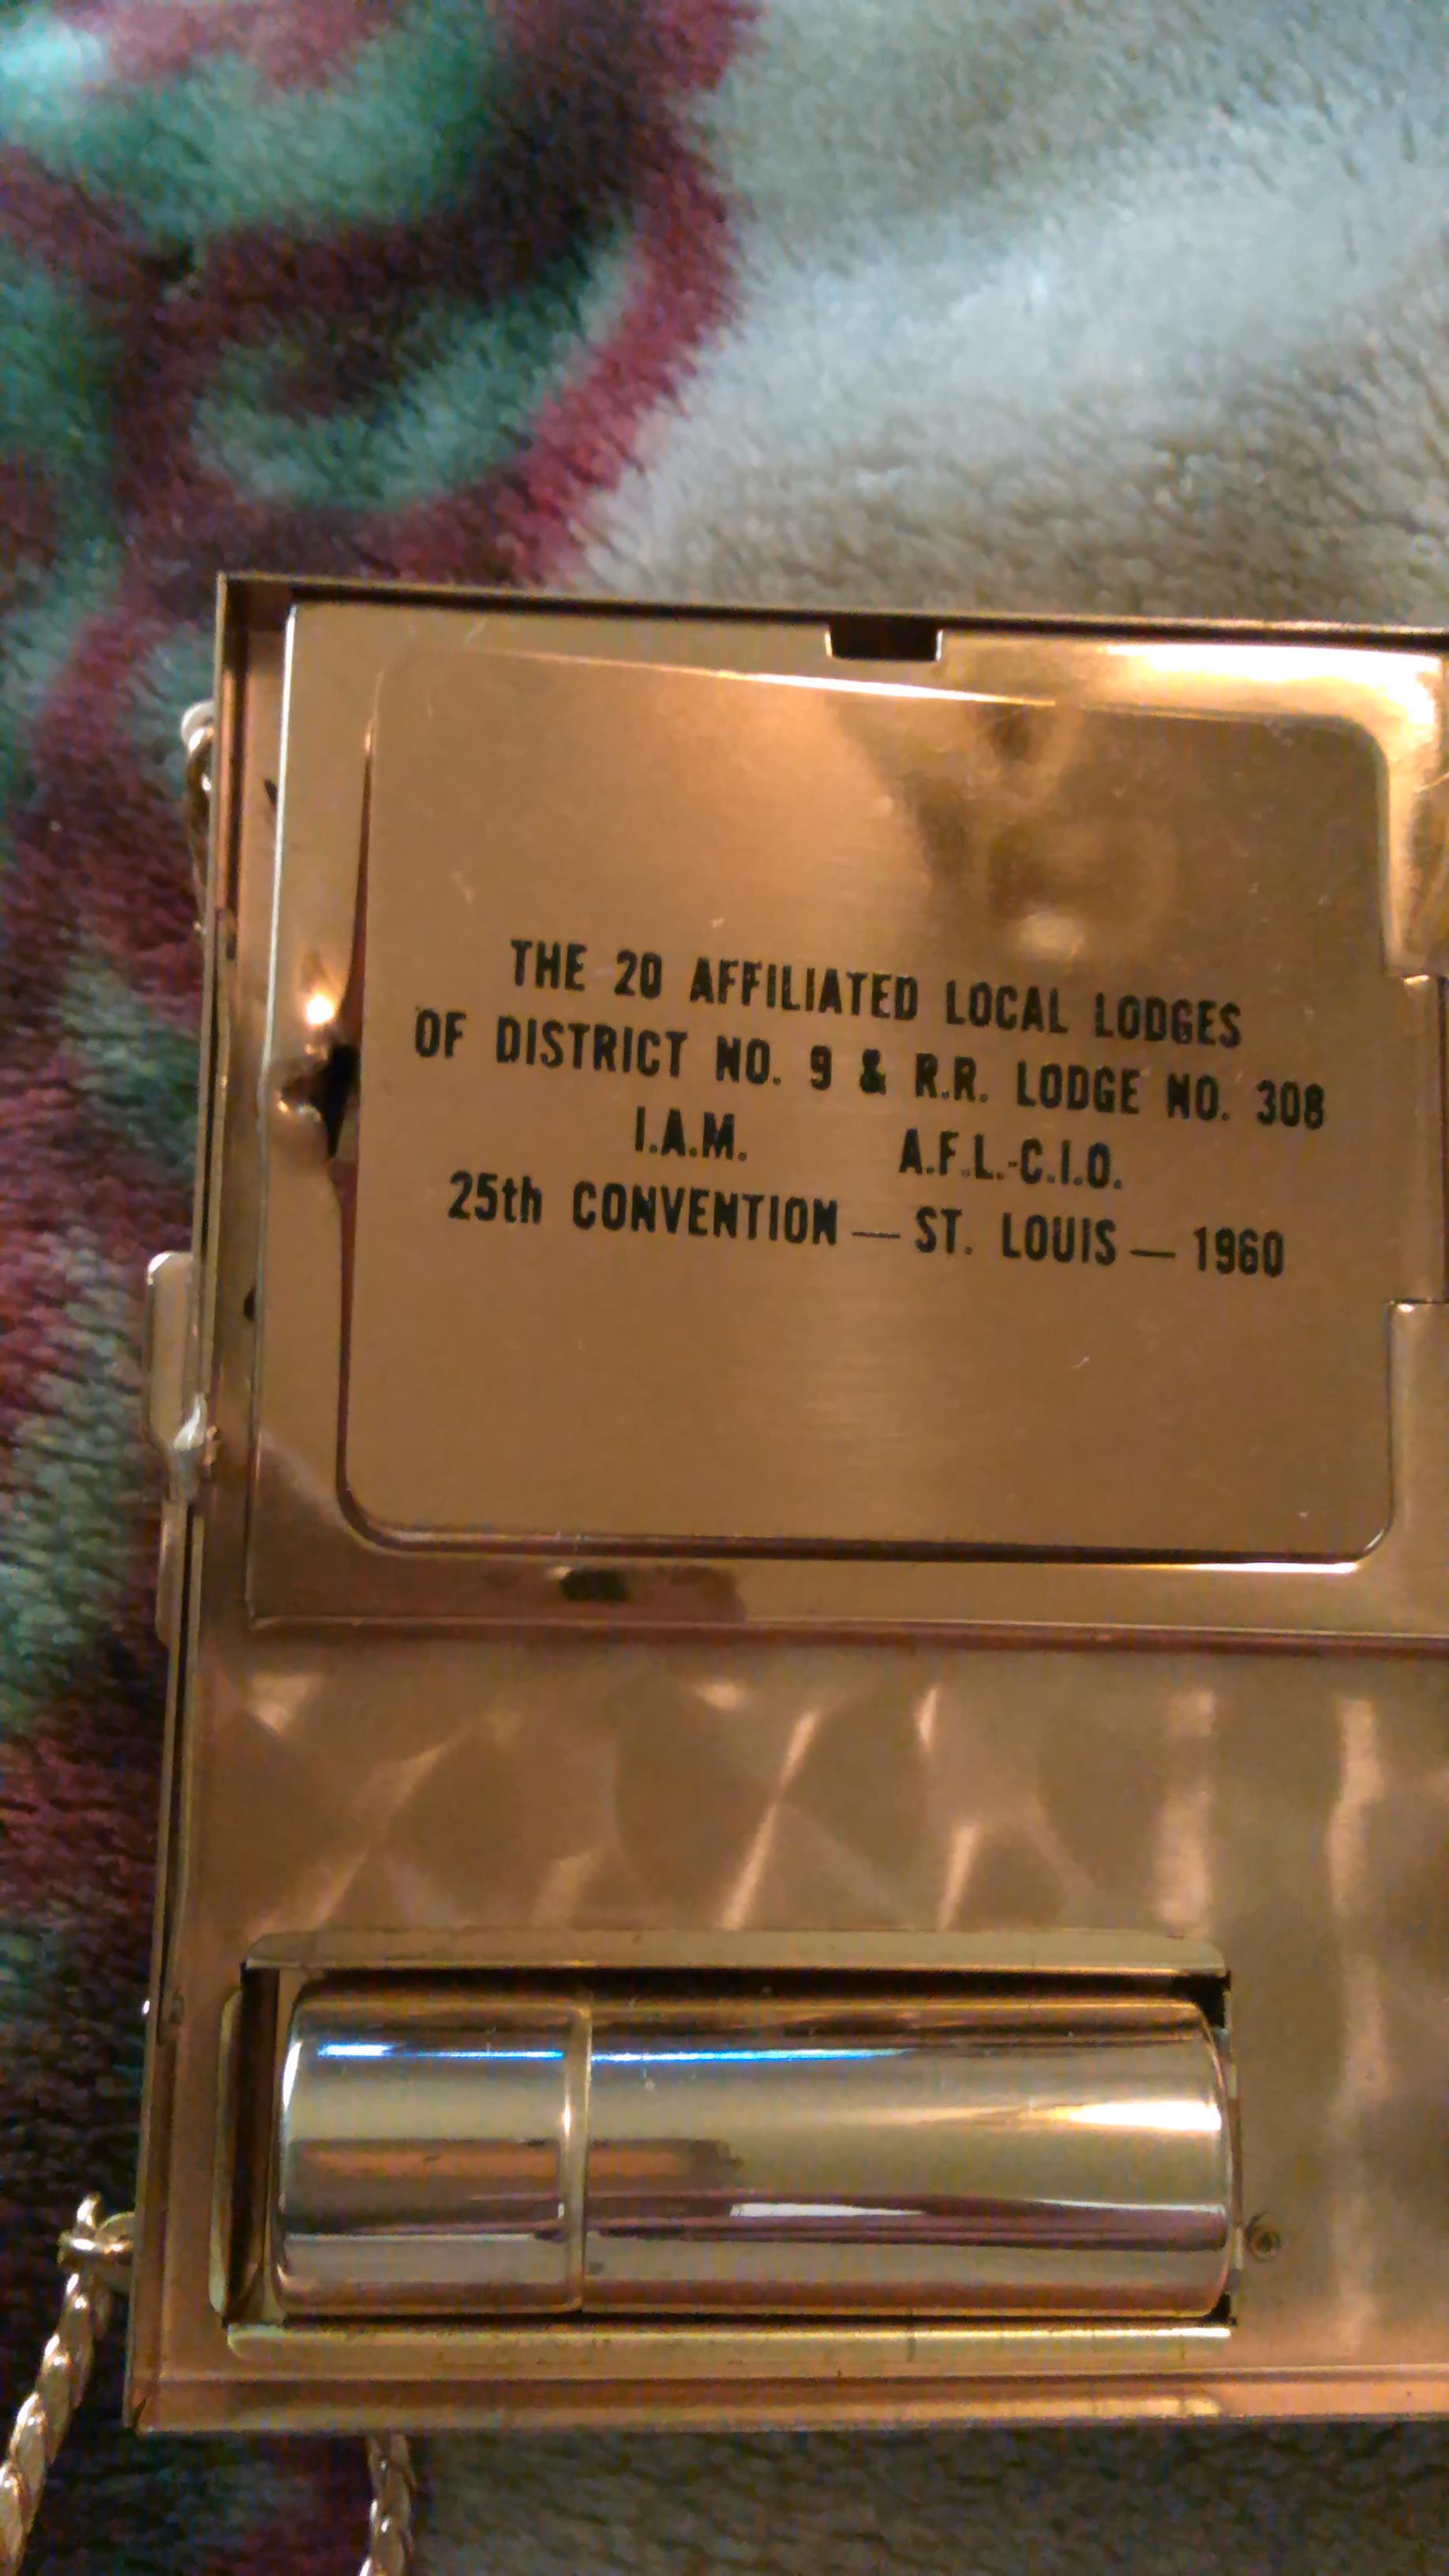 THE 20 AFFILIATED LOCAL LODGES
OF DISTRICT NO. 9 & R.R. LODGE NO. 308
I.A.M. A.F.L.-C.I.O.
25th CONVENTION — ST. LOUIS — 1960